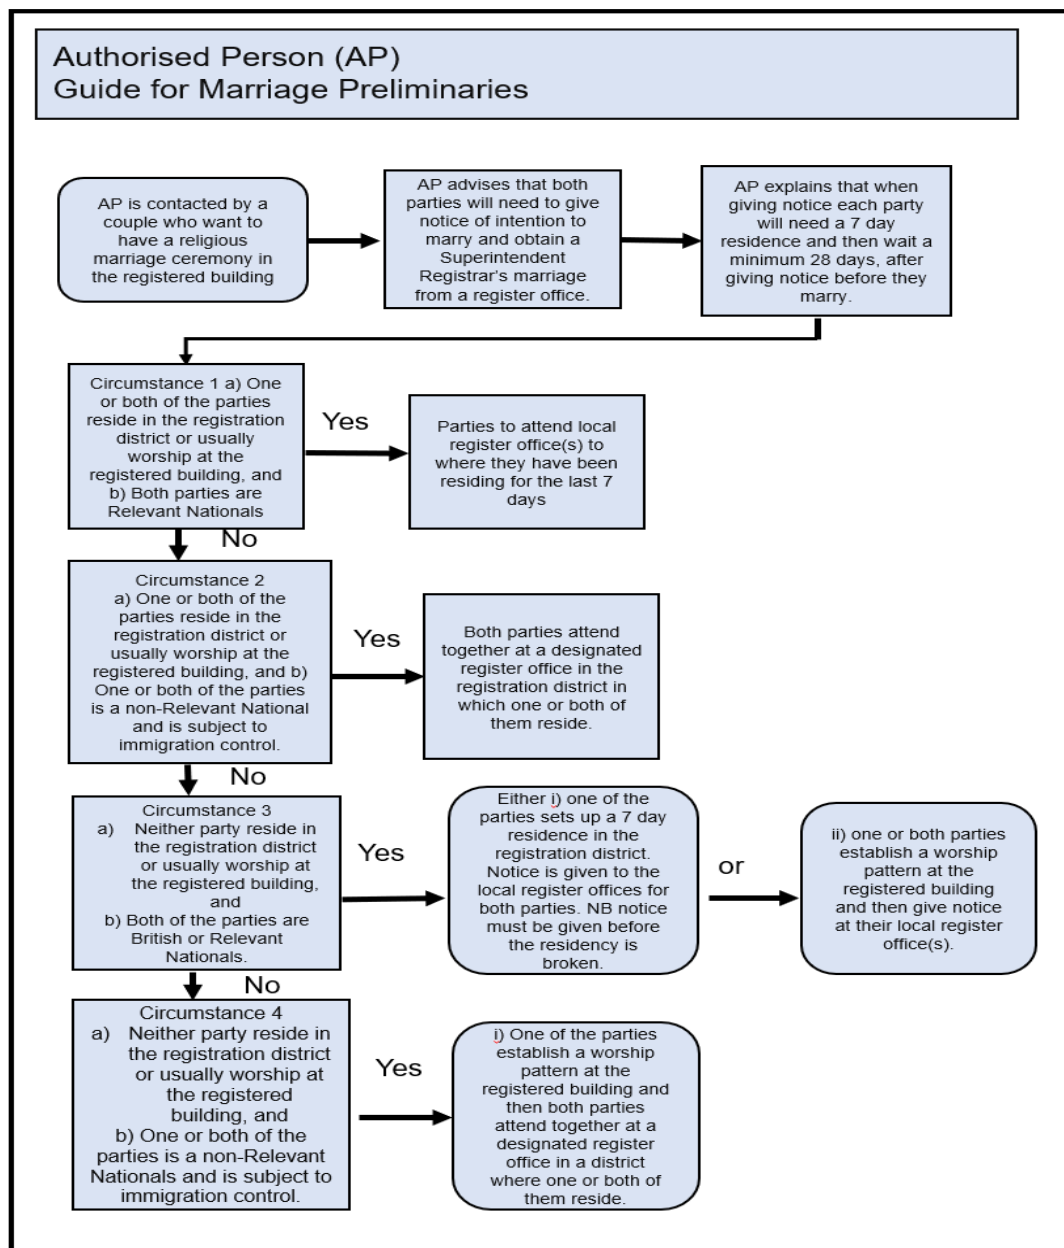 Authorised Person (AP)
Guide for Marriage Preliminaries
AP is contacted by a
couple who want to
have a religious
marriage ceremony in
the registered building
AP advises that both
parties will need to give
notice of intention to
marry and obtain a
Superintendent
Registrar’s marriage
from a register office.
AP explains that when
giving notice each party
will need a 7 day
residence and then wait a
minimum 28 days, after
giving notice before they
marry.
Circumstance 1 a) One
or both of the parties
reside in the registration
district or usually
worship at the
registered building, and
b) Both parties are
Relevant Nationals
Yes
Parties to attend local
register office(s) to
where they have been
residing for the last 7
days
No
Circumstance 2
a) One or both of the
parties reside in the
registration district or
usually worship at the
registered building, and b)
One or both of the parties
is a non-Relevant National
and is subject to
immigration control.
Yes
Both parties attend
together at a designated
register office in the
registration district in
which one or both of
them reside.
No
Circumstance 3
a) Neither party reside in
the registration district
or usually worship at
the registered building,
and
b) Both of the parties are
British or Relevant
Nationals.
Yes
Either i) one of the
parties sets up a 7 day
residence in the
registration district.
Notice is given to the
local register offices for
both parties. NB notice
must be given before
the residency is
broken.
or
ii) one or both parties
establish a worship
pattern at the
registered building
and then give notice
at their local register
office(s).
No
Circumstance 4
a) Neither party reside in
the registration district
or usually worship at
the registered
building, and
b) One or both of the
parties is a non-Relevant
Nationals and is subject to
immigration control.
Yes
i) One of the parties
establish a worship
pattern at the
registered building and
then both parties
attend together at a
designated register
office in a district
where one or both of
them reside.